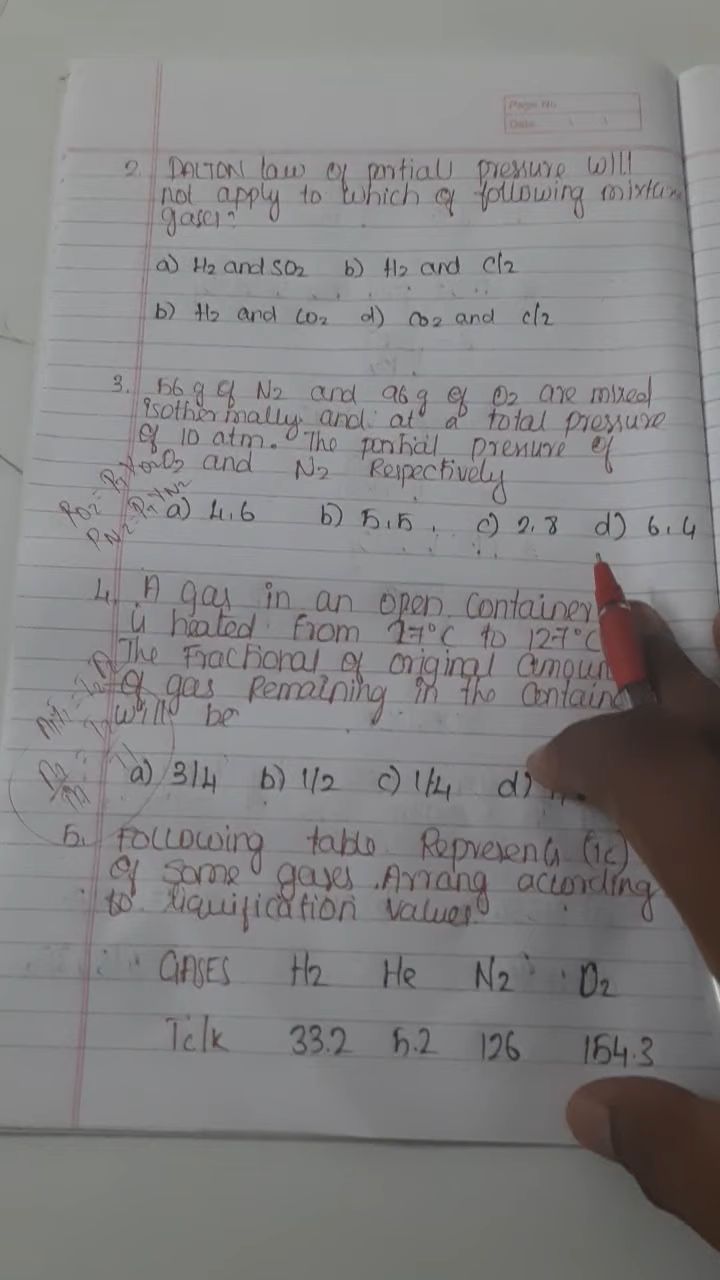 Page No.
Date
2. DALTON law of partial pressure will
not apply to which of following mixture
gases?
a) H2 and SO2 b) H2 and Cl2
b) H2 and CO2 d) CO2 and Cl2
3. 56 g of N2 and 96 g of O2 are mixed
isothermally and at a total pressure
of 10 atm. The partial pressure of
O2 and N2 Respectively
a) 4,6 b) 5,5 c) 2,8 d) 6,4
4. A gas in an open container
is heated from 27°C to 127°C
The Fractional of original amoun
of gas Remaining in the contain
will be
a) 3/4 b) 1/2 c) 1/4 d)
5. Following table Represents (Tc)
of some gases. Arrang according
to liquification values
GASES H2 He N2 O2
Tc/k 33.2 5.2 126 154.3